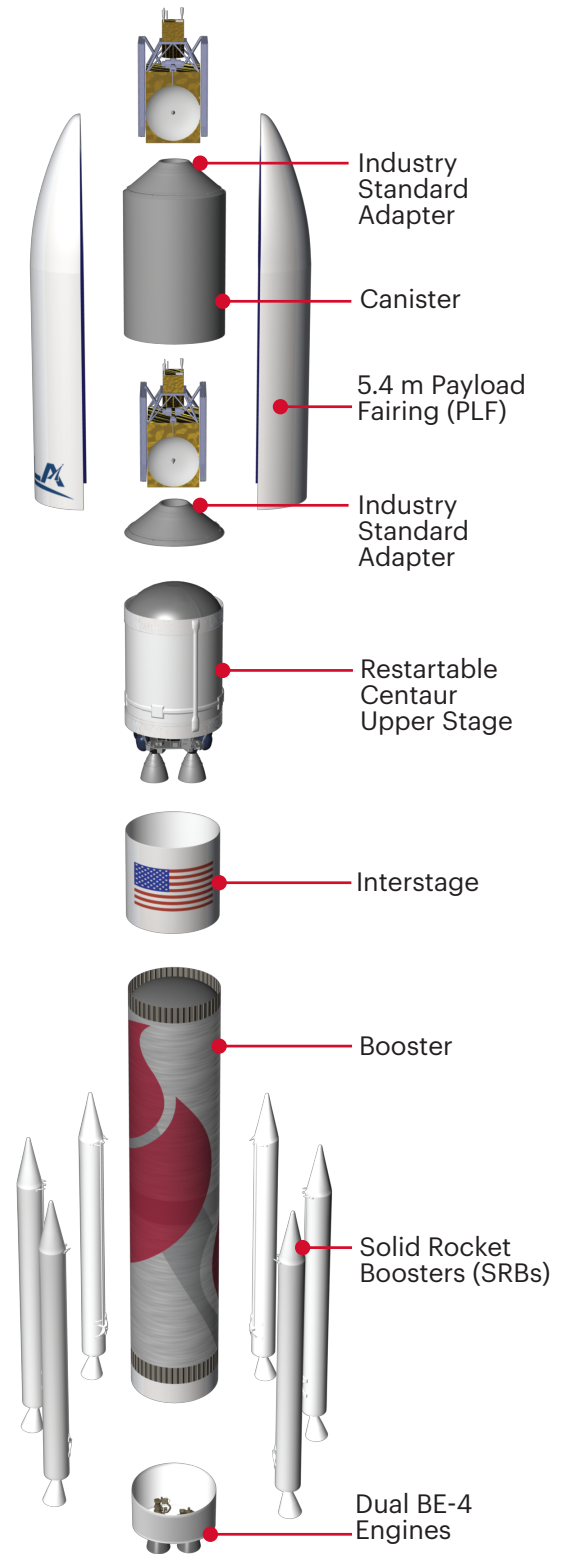 Industry
Standard
Adapter
Canister
5.4 m Payload
Fairing (PLF)
Industry
Standard
Adapter
Restartable
Centaur
Upper Stage
Interstage
Booster
Solid Rocket
Boosters (SRBs)
Dual BE-4
Engines